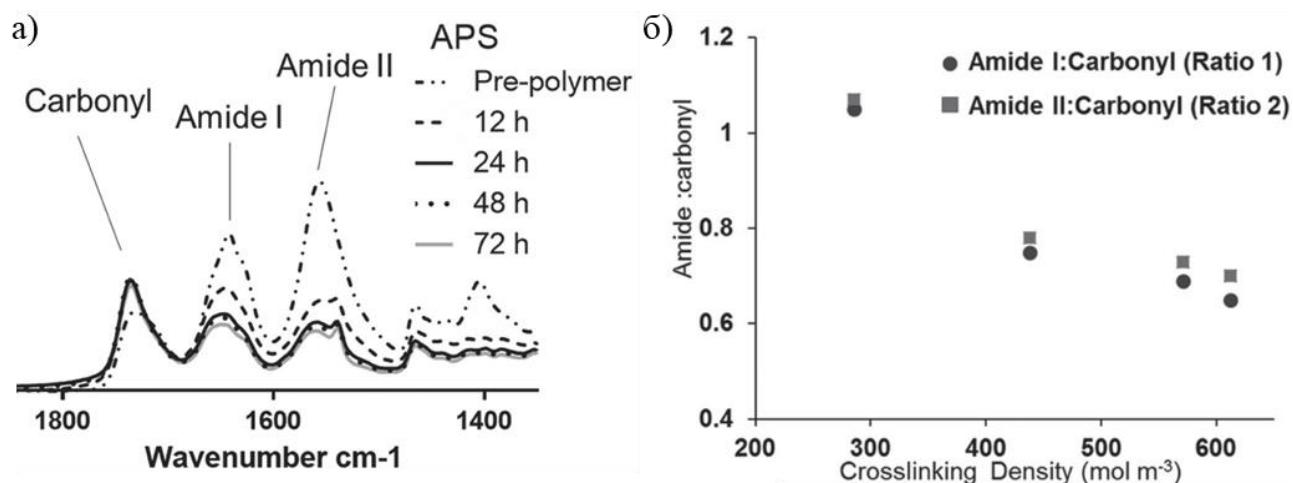 а)
APS
Pre-polymer
12 h
24 h
48 h
72 h
Carbonyl
Amide I
Amide II
1800
1600
1400
Wavenumber cm-1
б)
1.2
1
0.8
0.6
0.4
Amide :carbonyl
Amide I:Carbonyl (Ratio 1)
Amide II:Carbonyl (Ratio 2)
200
300
400
500
600
Crosslinking Density (mol m⁻³)